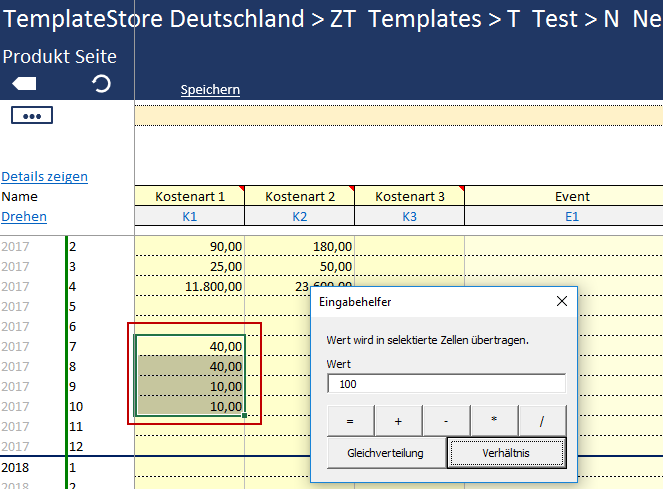 TemplateStore Deutschland > ZT Templates > T Test > N Ne
Produkt Seite
Speichern
Details zeigen
Name Kostenart 1 Kostenart 2 Kostenart 3 Event
Drehen K1 K2 K3 E1
2017 2 90,00 180,00
2017 3 25,00 50,00
2017 4 11.800,00 23.600,00
2017 5
2017 6
2017 7 40,00
2017 8 40,00
2017 9 10,00
2017 10 10,00
2017 11
2017 12
2018 1
2018 2
Eingabehelfer
Wert wird in selektierte Zellen übertragen.
Wert
100
= + - * /
Gleichverteilung Verhältnis